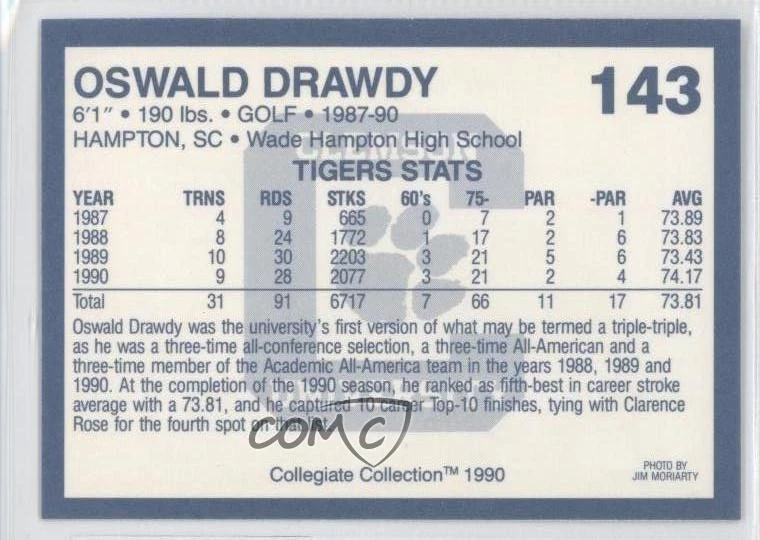 OSWALD DRAWDY 143
6'1" • 190 lbs. • GOLF • 1987-90
HAMPTON, SC • Wade Hampton High School
CLEMSON
TIGERS STATS
YEAR TRNS RDS STKS 60's 75- PAR -PAR AVG
1987 4 9 665 0 7 2 1 73.89
1988 8 24 1772 1 17 2 6 73.83
1989 10 30 2203 3 21 5 6 73.43
1990 9 28 2077 3 21 2 4 74.17
Total 31 91 6717 7 66 11 17 73.81
Oswald Drawdy was the university's first version of what may be termed a triple-triple,
as he was a three-time all-conference selection, a three-time All-American and a
three-time member of the Academic All-America team in the years 1988, 1989 and
1990. At the completion of the 1990 season, he ranked as fifth-best in career stroke
UNIVERSITY
average with a 73.81, and he captured 10 career Top-10 finishes, tying with Clarence
Rose for the fourth spot on that list.
COMC
Collegiate Collection™ 1990
PHOTO BY
JIM MORIARTY